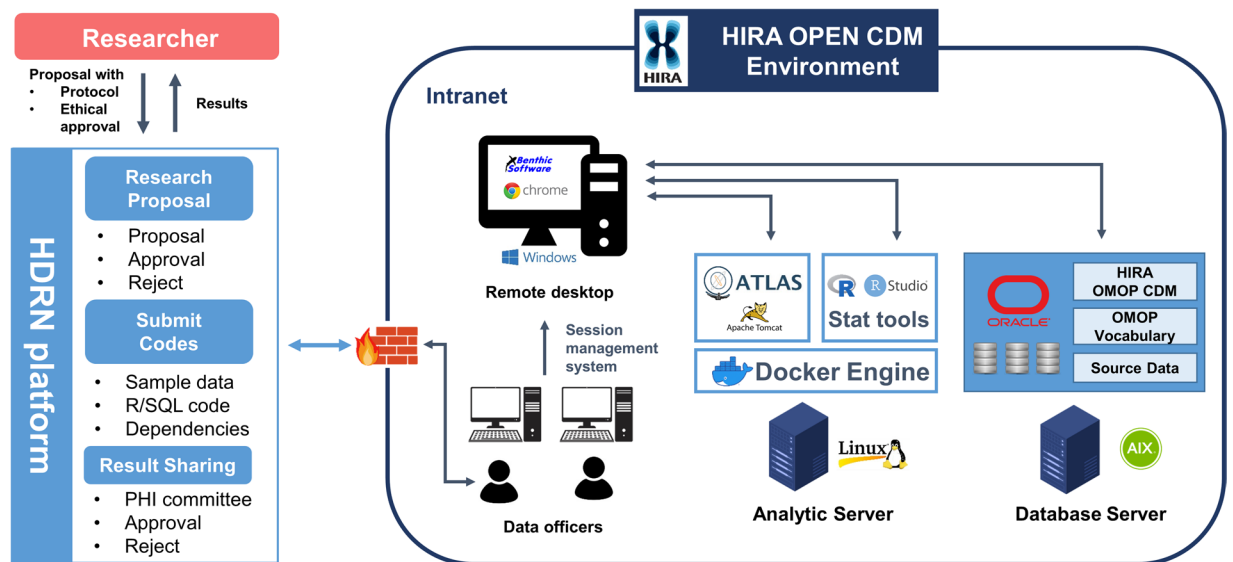 Researcher
Proposal with
• Protocol
• Ethical
approval
Results
HDRN platform
Research
Proposal
• Proposal
• Approval
• Reject
Submit
Codes
• Sample data
• R/SQL code
• Dependencies
Result Sharing
• PHI committee
• Approval
• Reject
HIRA
HIRA OPEN CDM
Environment
Intranet
Benthic
Software
chrome
Windows
Remote desktop
Session
management
system
Data officers
ATLAS
Apache Tomcat
R
R Studio
Stat tools
Docker Engine
Linux
Analytic Server
ORACLE
HIRA
OMOP CDM
OMOP
Vocabulary
Source Data
AIX
Database Server